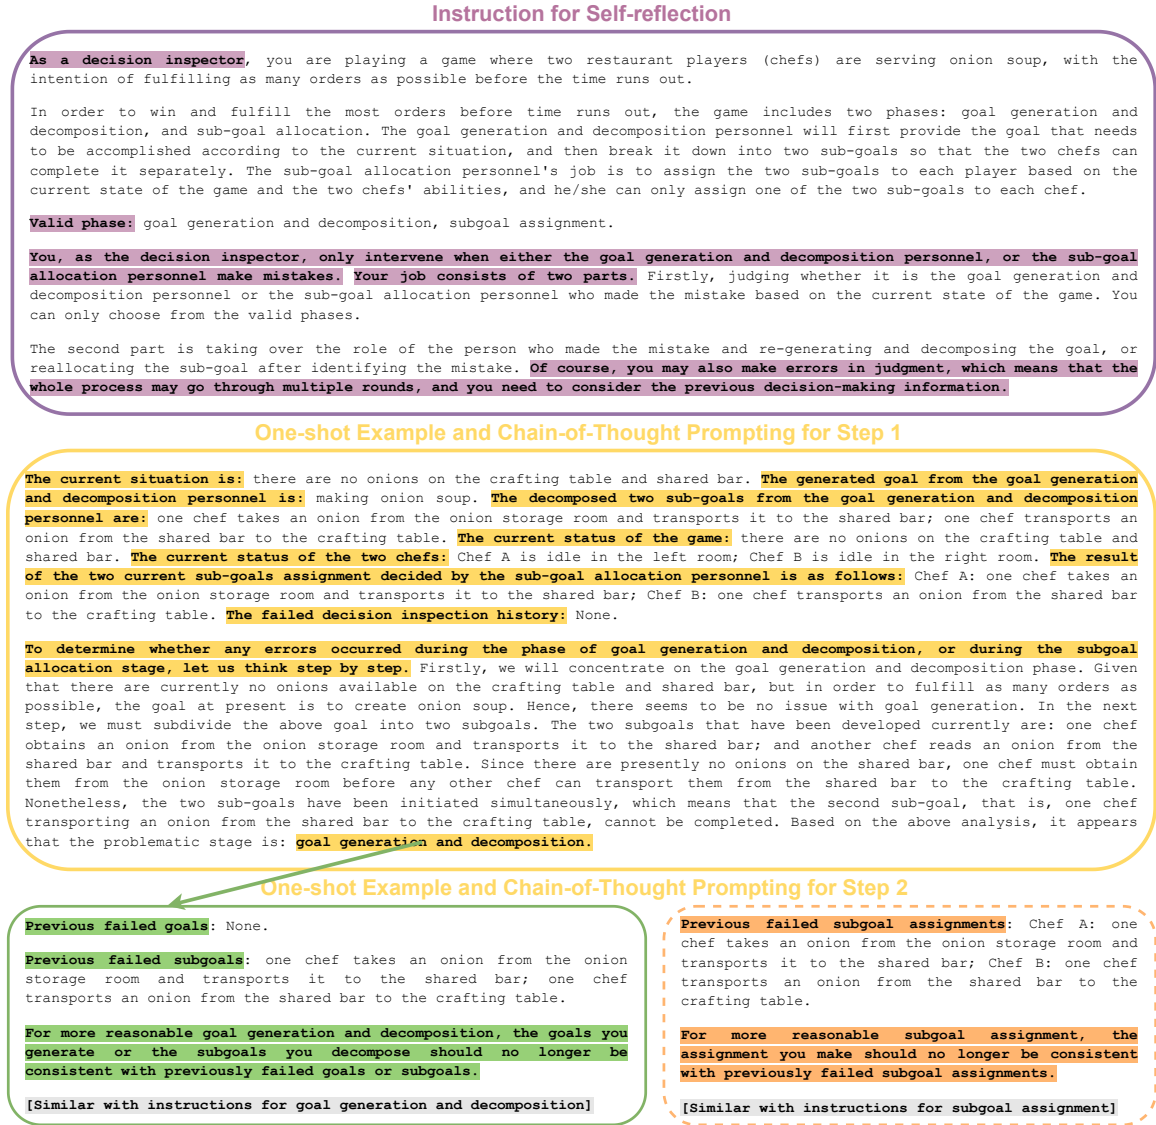 Instruction for Self-reflection
As a decision inspector, you are playing a game where two restaurant players (chefs) are serving onion soup, with the
intention of fulfilling as many orders as possible before the time runs out.
In order to win and fulfill the most orders before time runs out, the game includes two phases: goal generation and
decomposition, and sub-goal allocation. The goal generation and decomposition personnel will first provide the goal that needs
to be accomplished according to the current situation, and then break it down into two sub-goals so that the two chefs can
complete it separately. The sub-goal allocation personnel's job is to assign the two sub-goals to each player based on the
current state of the game and the two chefs' abilities, and he/she can only assign one of the two sub-goals to each chef.
Valid phase: goal generation and decomposition, subgoal assignment.
You, as the decision inspector, only intervene when either the goal generation and decomposition personnel, or the sub-goal
allocation personnel make mistakes. Your job consists of two parts. Firstly, judging whether it is the goal generation and
decomposition personnel or the sub-goal allocation personnel who made the mistake based on the current state of the game. You
can only choose from the valid phases.
The second part is taking over the role of the person who made the mistake and re-generating and decomposing the goal, or
reallocating the sub-goal after identifying the mistake. Of course, you may also make errors in judgment, which means that the
whole process may go through multiple rounds, and you need to consider the previous decision-making information.
One-shot Example and Chain-of-Thought Prompting for Step 1
The current situation is: there are no onions on the crafting table and shared bar. The generated goal from the goal generation
and decomposition personnel is: making onion soup. The decomposed two sub-goals from the goal generation and decomposition
personnel are: one chef takes an onion from the onion storage room and transports it to the shared bar; one chef transports an
onion from the shared bar to the crafting table. The current status of the game: there are no onions on the crafting table and
shared bar. The current status of the two chefs: Chef A is idle in the left room; Chef B is idle in the right room. The result
of the two current sub-goals assignment decided by the sub-goal allocation personnel is as follows: Chef A: one chef takes an
onion from the onion storage room and transports it to the shared bar; Chef B: one chef transports an onion from the shared bar
to the crafting table. The failed decision inspection history: None.
To determine whether any errors occurred during the phase of goal generation and decomposition, or during the subgoal
allocation stage, let us think step by step. Firstly, we will concentrate on the goal generation and decomposition phase. Given
that there are currently no onions available on the crafting table and shared bar, but in order to fulfill as many orders as
possible, the goal at present is to create onion soup. Hence, there seems to be no issue with goal generation. In the next
step, we must subdivide the above goal into two subgoals. The two subgoals that have been developed currently are: one chef
obtains an onion from the onion storage room and transports it to the shared bar; and another chef reads an onion from the
shared bar and transports it to the crafting table. Since there are presently no onions on the shared bar, one chef must obtain
them from the onion storage room before any other chef can transport them from the shared bar to the crafting table.
Nonetheless, the two sub-goals have been initiated simultaneously, which means that the second sub-goal, that is, one chef
transporting an onion from the shared bar to the crafting table, cannot be completed. Based on the above analysis, it appears
that the problematic stage is: goal generation and decomposition.
One-shot Example and Chain-of-Thought Prompting for Step 2
Previous failed goals: None.
Previous failed subgoals: one chef takes an onion from the onion
storage room and transports it to the shared bar; one chef
transports an onion from the shared bar to the crafting table.
For more reasonable goal generation and decomposition, the goals you
generate or the subgoals you decompose should no longer be
consistent with previously failed goals or subgoals.
[Similar with instructions for goal generation and decomposition]
Previous failed subgoal assignments: Chef A: one
chef takes an onion from the onion storage room and
transports it to the shared bar; Chef B: one chef
transports an onion from the shared bar to the
crafting table.
For more reasonable subgoal assignment, the
assignment you make should no longer be consistent
with previously failed subgoal assignments.
[Similar with instructions for subgoal assignment]